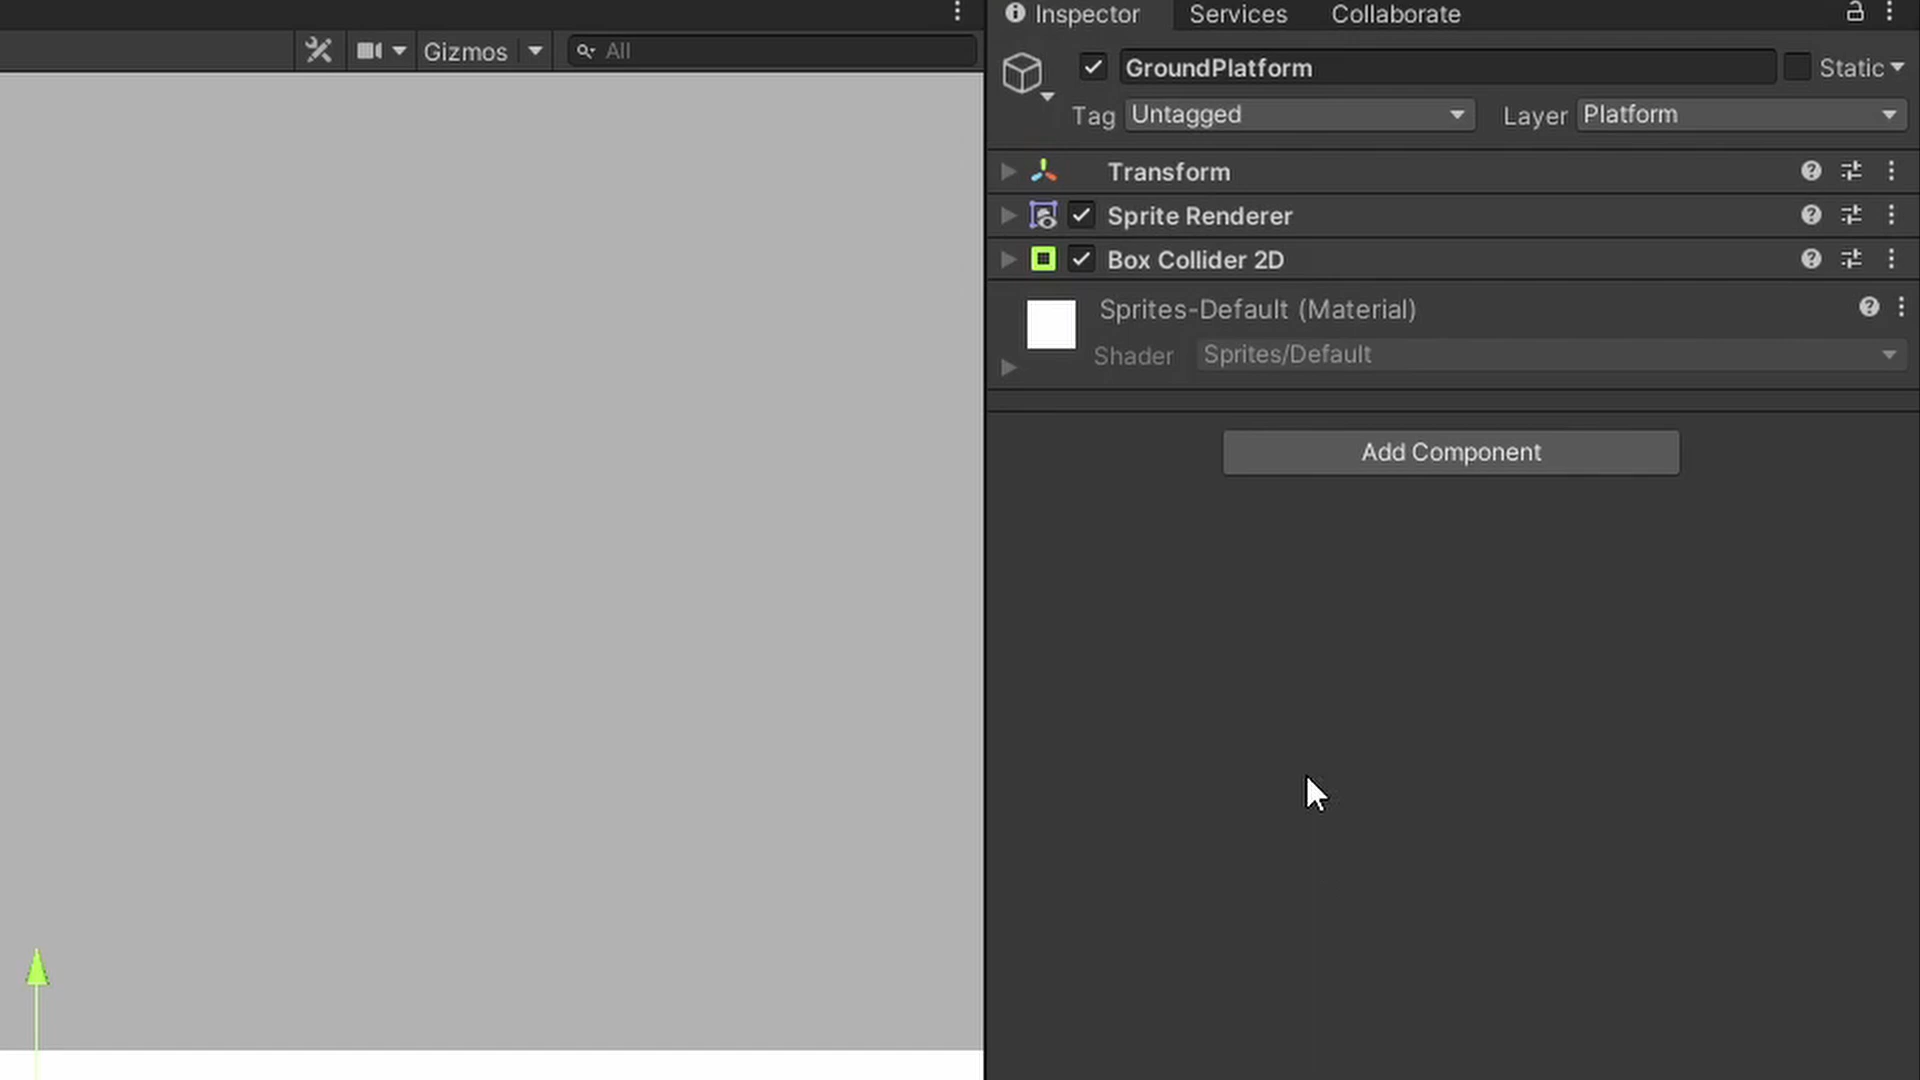 Inspector Services Collaborate
Gizmos All
GroundPlatform Static
Tag Untagged Layer Platform
Transform
Sprite Renderer
Box Collider 2D
Sprites-Default (Material)
Shader Sprites/Default
Add Component